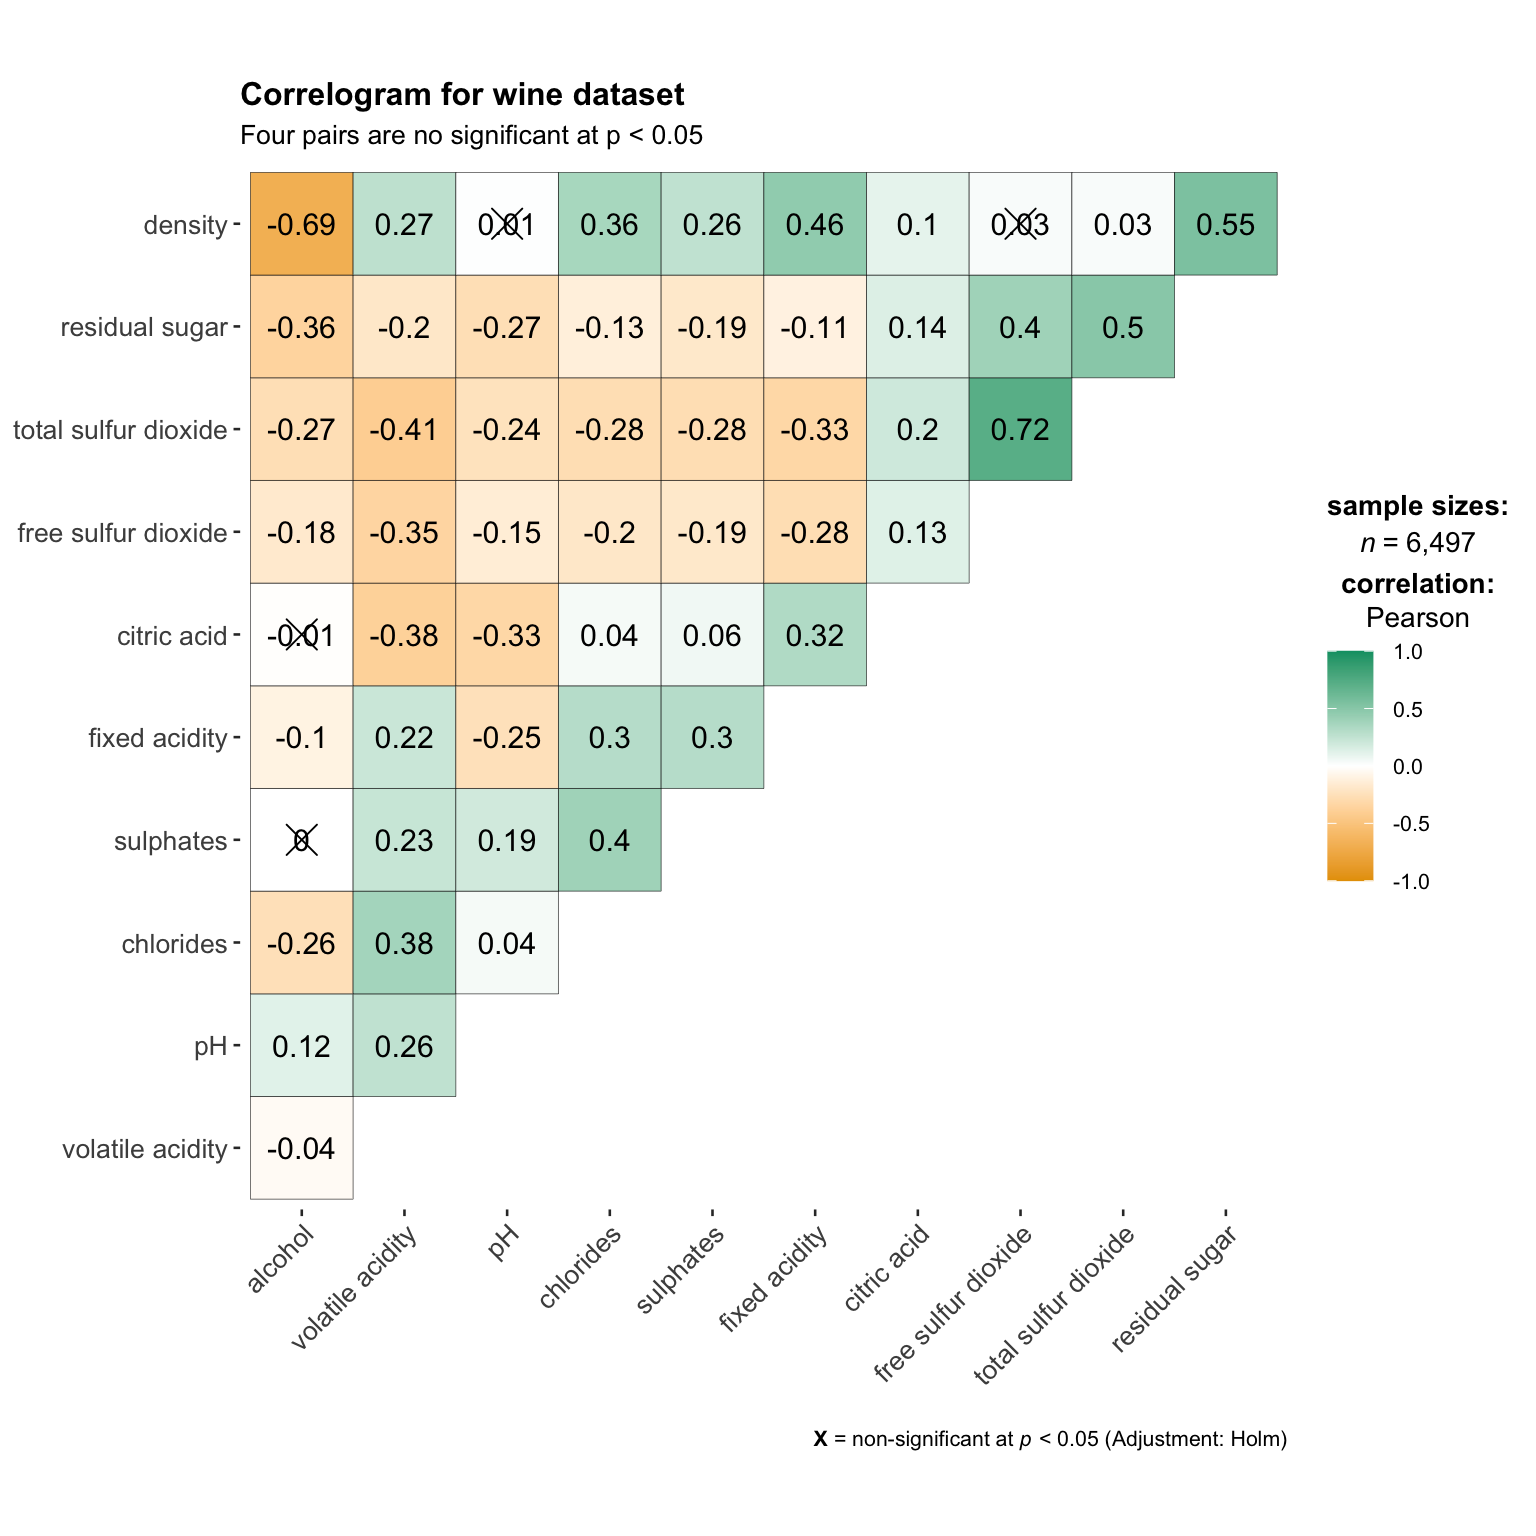 Correlogram for wine dataset
Four pairs are no significant at p < 0.05
density -0.69 0.27 0.01 0.36 0.26 0.46 0.1 0.03 0.03 0.55
residual sugar -0.36 -0.2 -0.27 -0.13 -0.19 -0.11 0.14 0.4 0.5
total sulfur dioxide -0.27 -0.41 -0.24 -0.28 -0.28 -0.33 0.2 0.72
free sulfur dioxide -0.18 -0.35 -0.15 -0.2 -0.19 -0.28 0.13
citric acid -0.01 -0.38 -0.33 0.04 0.06 0.32
fixed acidity -0.1 0.22 -0.25 0.3 0.3
sulphates 0 0.23 0.19 0.4
chlorides -0.26 0.38 0.04
pH 0.12 0.26
volatile acidity -0.04
alcohol
volatile acidity
pH
chlorides
sulphates
fixed acidity
citric acid
free sulfur dioxide
total sulfur dioxide
residual sugar
sample sizes:
n = 6,497
correlation:
Pearson
1.0
0.5
0.0
-0.5
-1.0
X = non-significant at p < 0.05 (Adjustment: Holm)